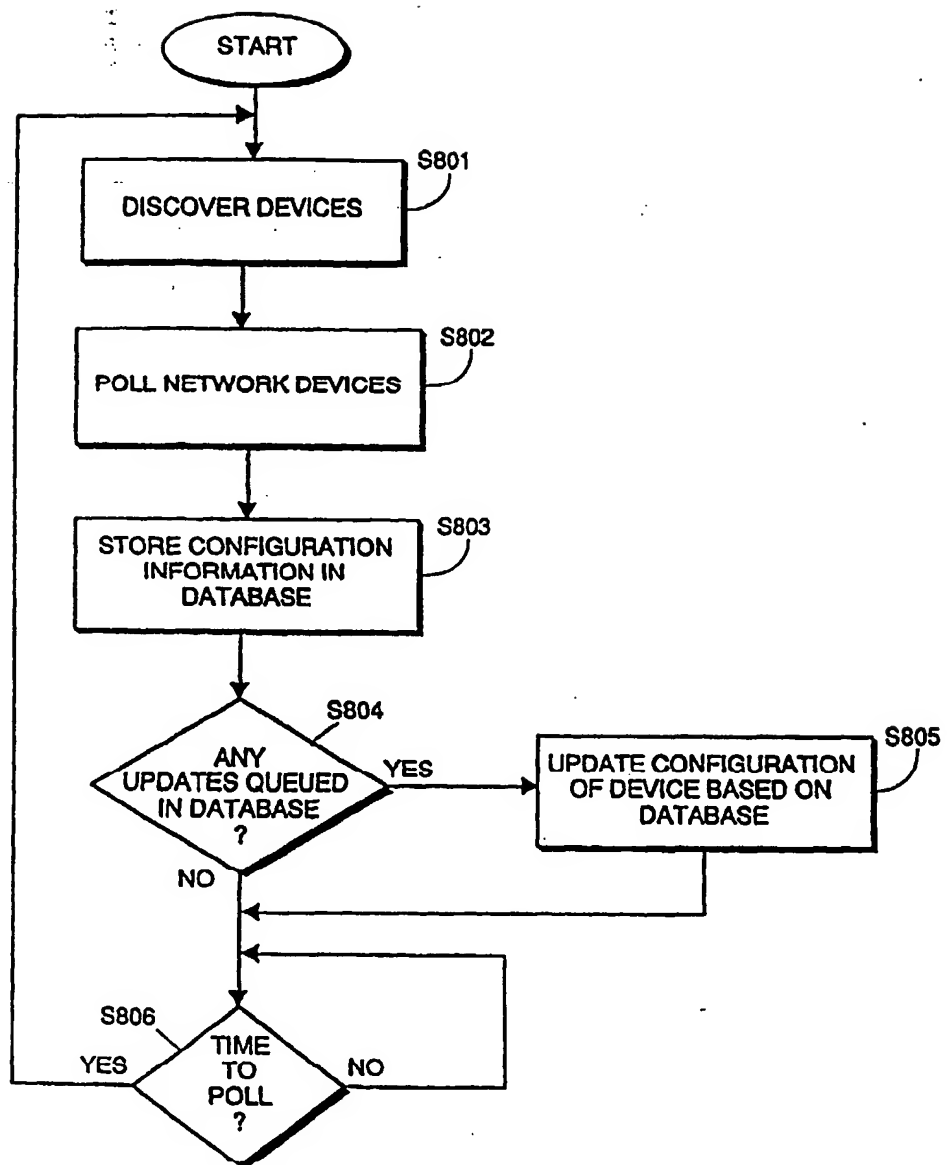 START
S801
DISCOVER DEVICES
S802
POLL NETWORK DEVICES
S803
STORE CONFIGURATION
INFORMATION IN
DATABASE
S804
ANY
UPDATES QUEUED
IN DATABASE
?
YES
S805
UPDATE CONFIGURATION
OF DEVICE BASED ON
DATABASE
NO
S806
TIME
TO
POLL
?
YES
NO